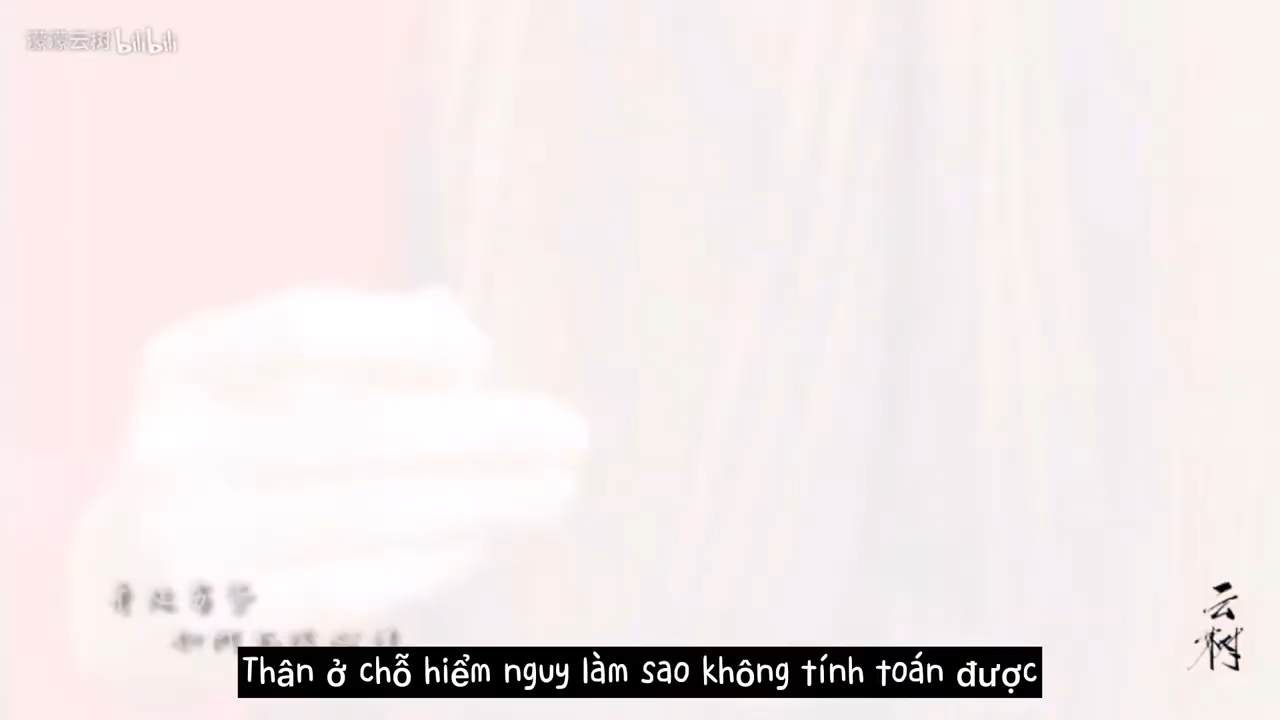 蒙蒙云树 bilibili
云树
Thân ở chỗ hiểm nguy làm sao không tính toán được